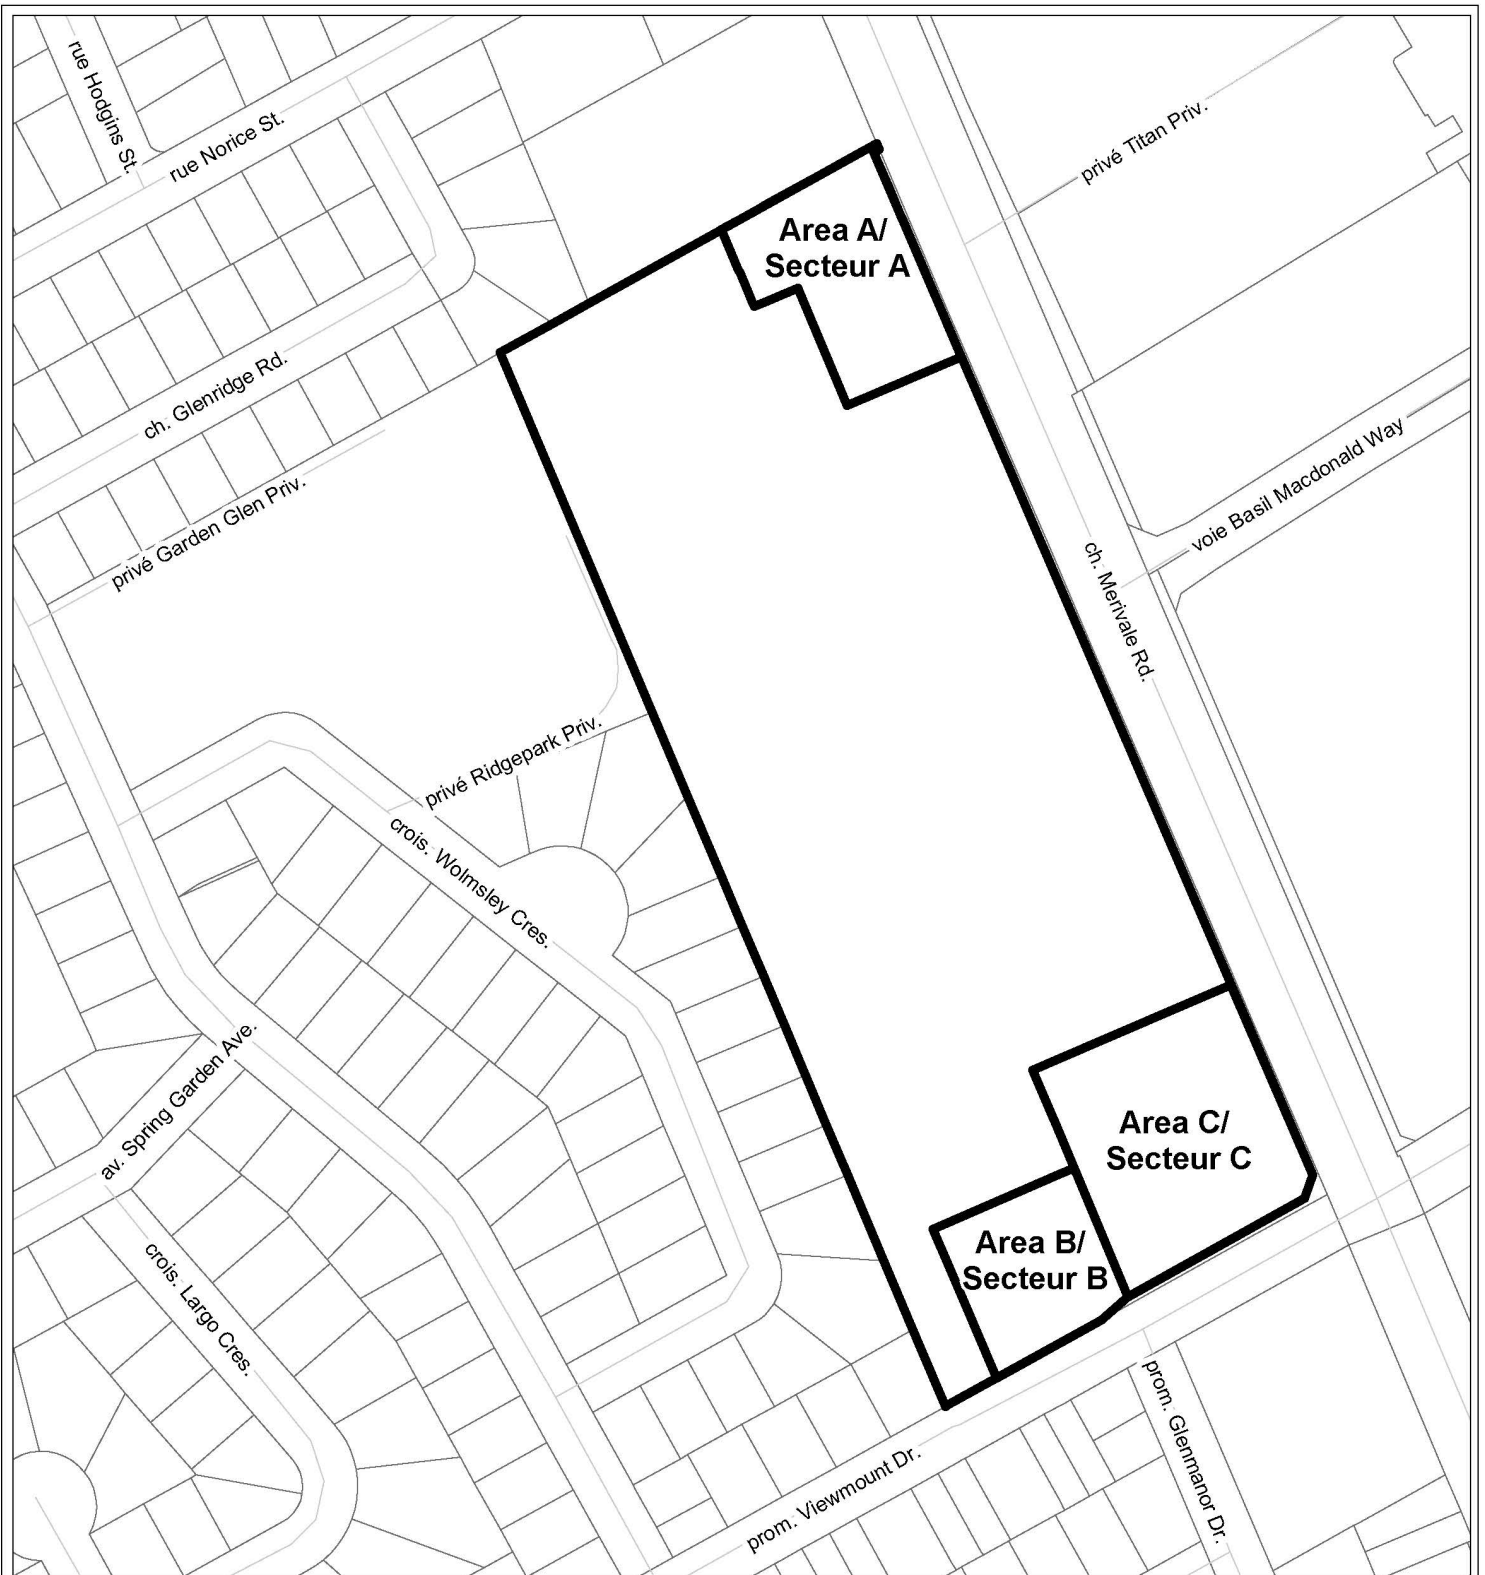 rue Hodgins St.
rue Norice St.
privé Titan Priv.
Area A/
Secteur A
ch. Glenridge Rd.
privé Garden Glen Priv.
voie Basil Macdonald Way
ch. Merivale Rd.
privé Ridgepark Priv.
crois. Wolmsley Cres.
av. Spring Garden Ave.
Area C/
Secteur C
Area B/
Secteur B
crois. Largo Cres.
prom. Viewmount Dr.
prom. Glenmanor Dr.